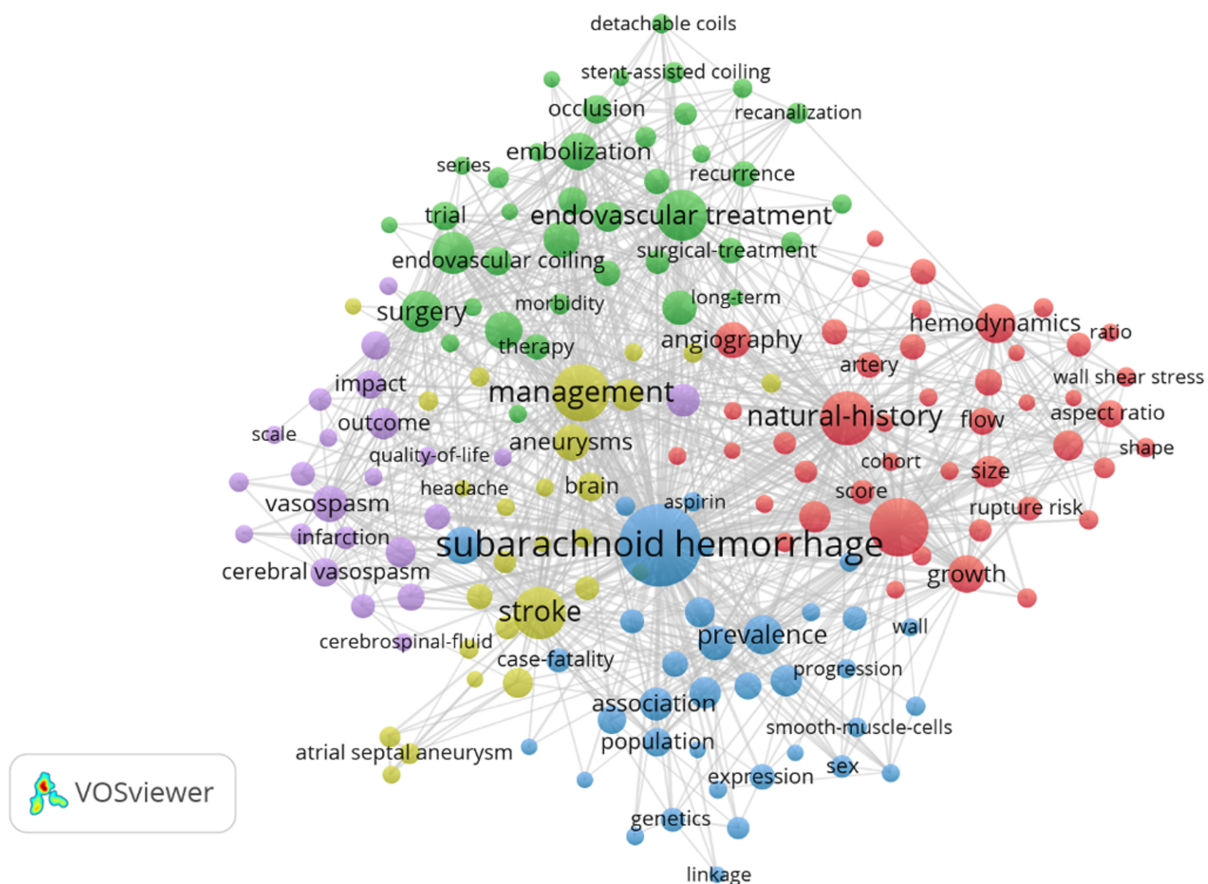 detachable coils
stent-assisted coiling
occlusion
recanalization
embolization
series
recurrence
trial
endovascular treatment
endovascular coiling
surgical-treatment
morbidity
long-term
surgery
therapy
angiography
hemodynamics
ratio
artery
wall shear stress
impact
management
natural-history
flow
aspect ratio
outcome
scale
aneurysms
shape
quality-of-life
cohort
headache
brain
score
size
vasospasm
aspirin
rupture risk
infarction
subarachnoid hemorrhage
cerebral vasospasm
growth
stroke
cerebrospinal-fluid
prevalence
wall
case-fatality
progression
association
smooth-muscle-cells
atrial septal aneurysm
population
expression
sex
VOSviewer
genetics
linkage